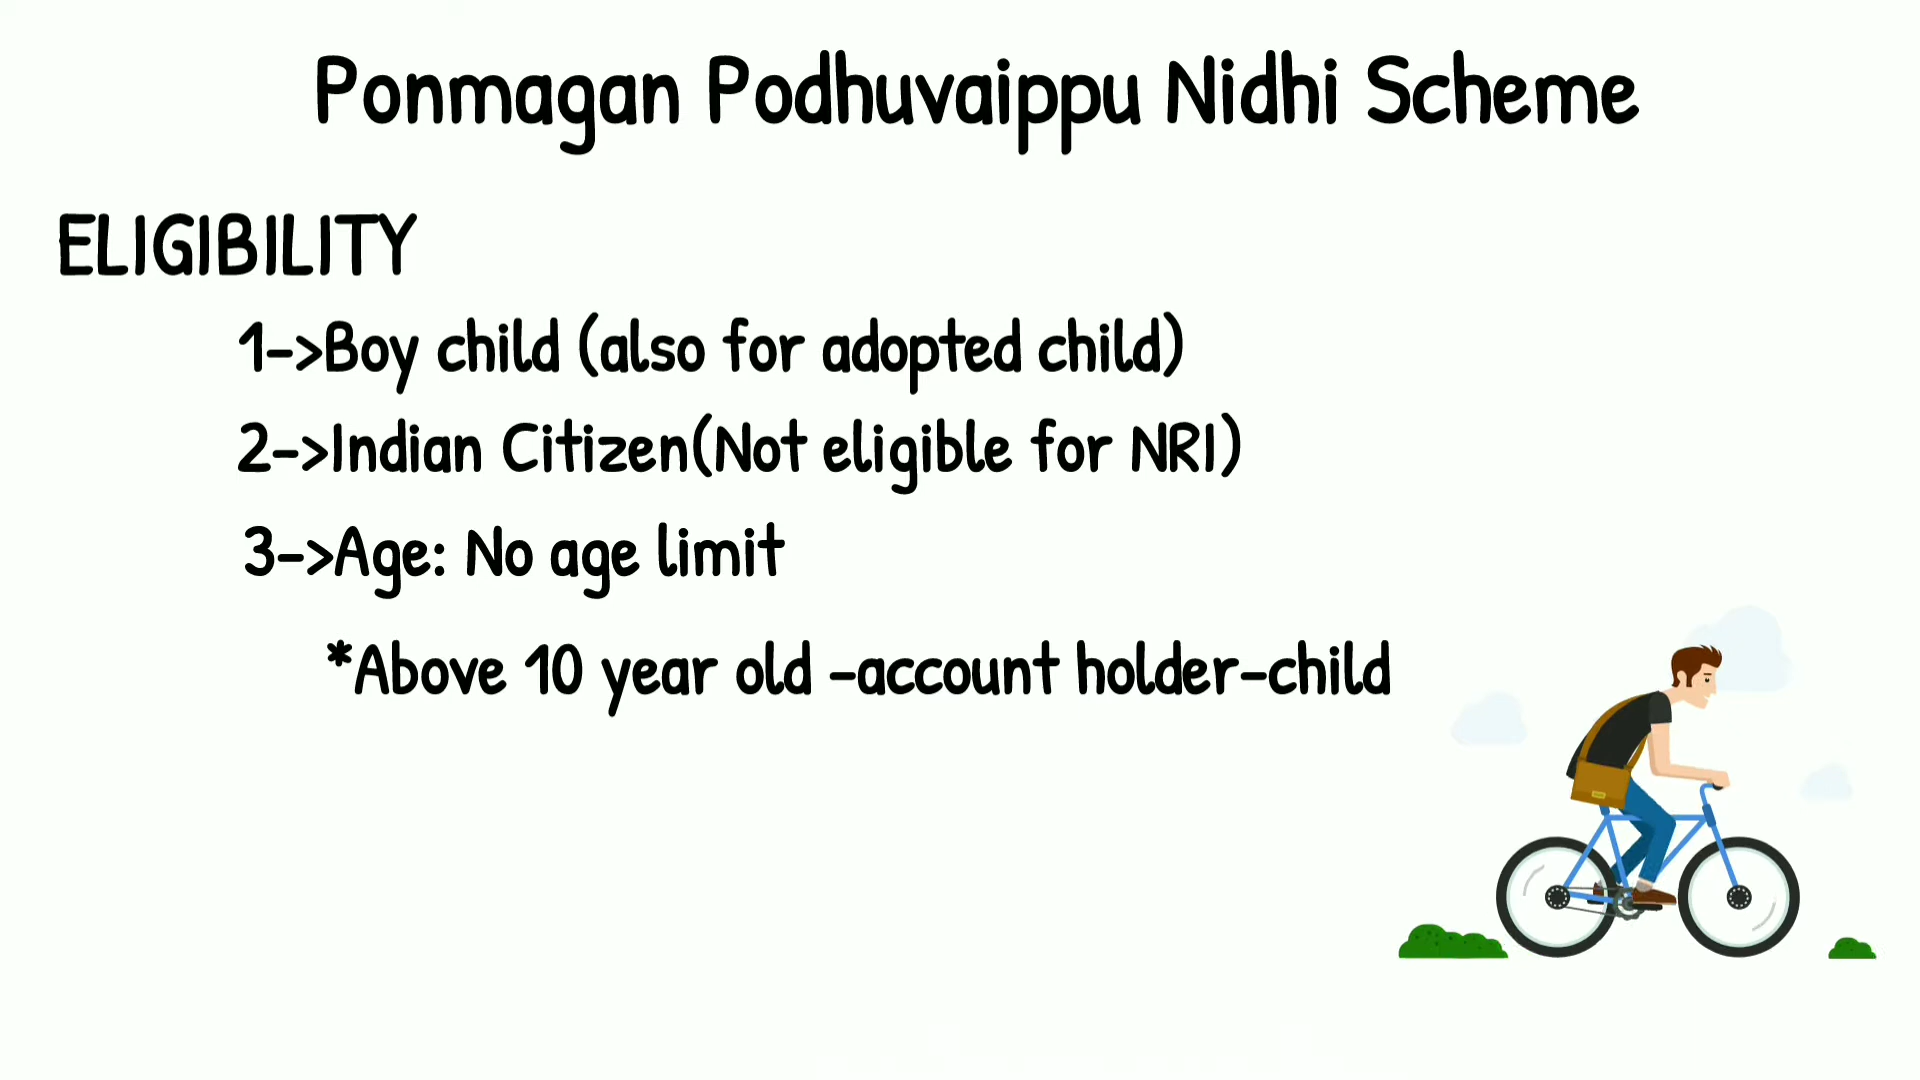 Ponmagan Podhuvaippu Nidhi Scheme
ELIGIBILITY
1->Boy child (also for adopted child)
2->Indian Citizen(Not eligible for NRI)
3->Age: No age limit
*Above 10 year old -account holder-child